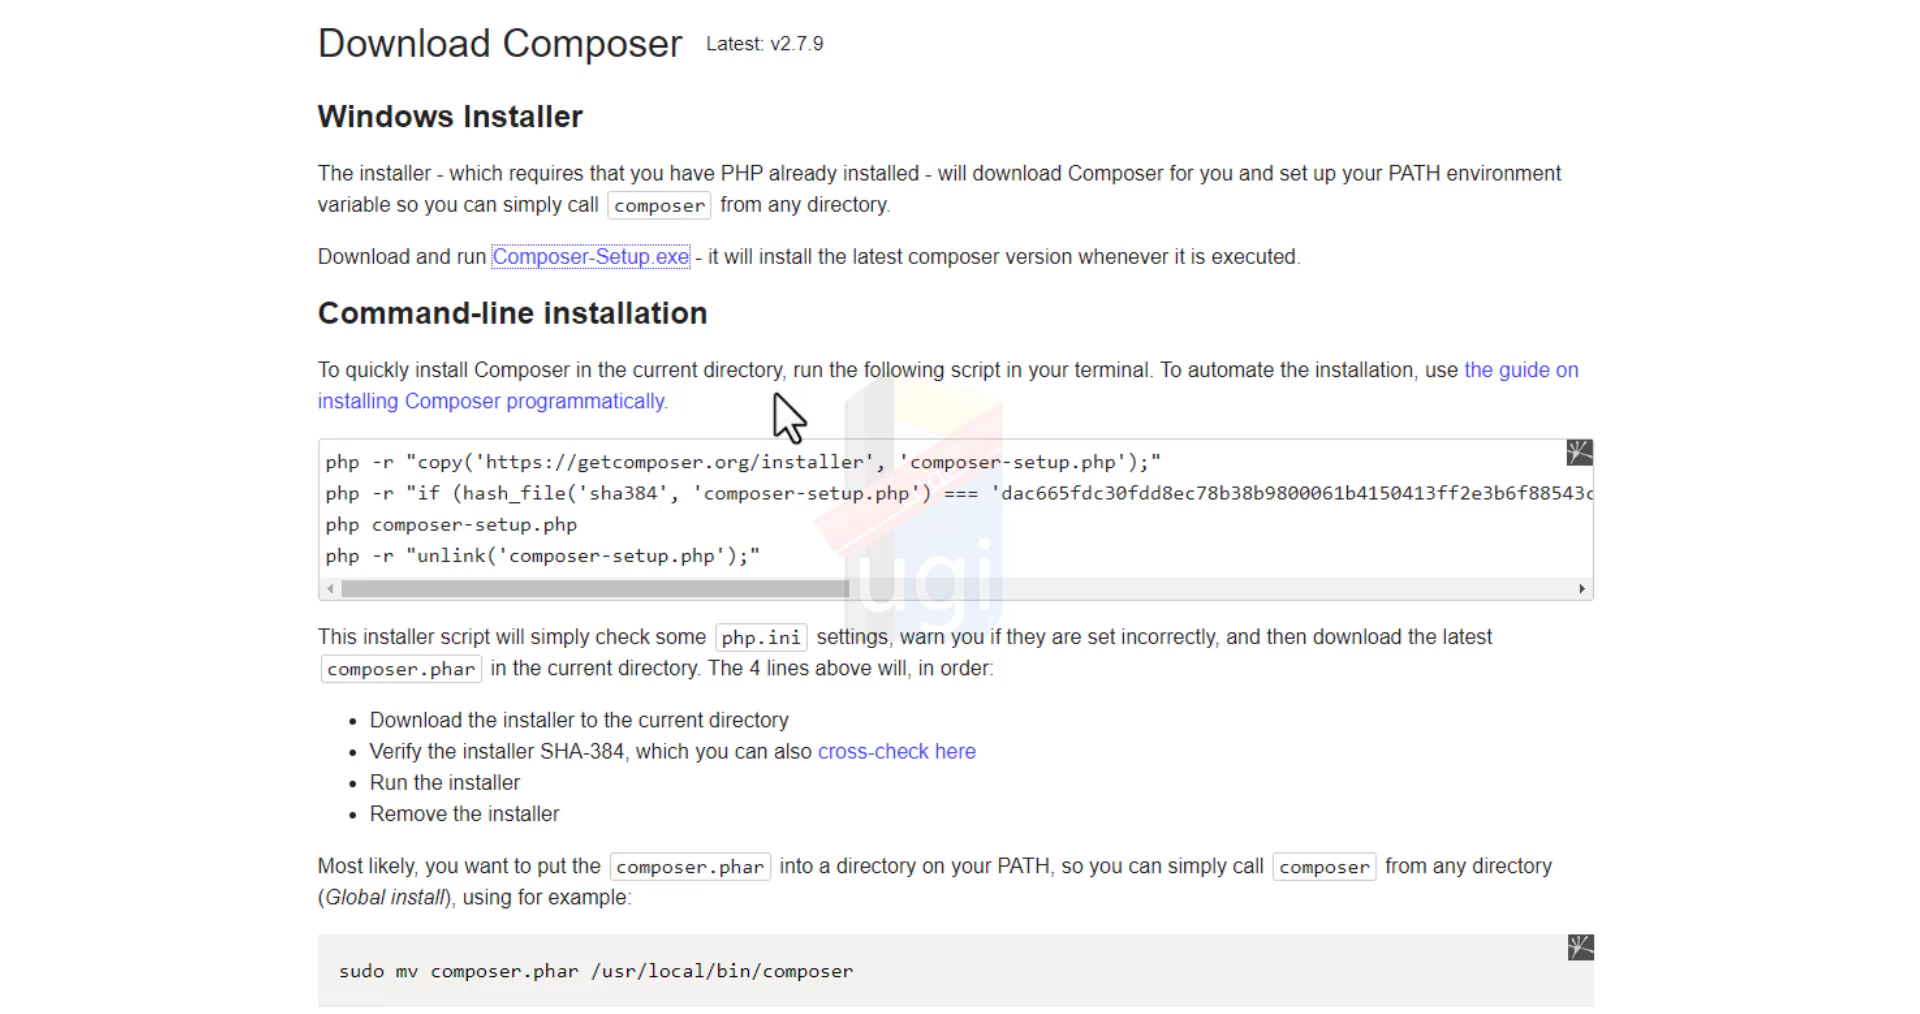 Download Composer Latest: v2.7.9
Windows Installer
The installer - which requires that you have PHP already installed - will download Composer for you and set up your PATH environment
variable so you can simply call composer from any directory.
Download and run Composer-Setup.exe - it will install the latest composer version whenever it is executed.
Command-line installation
To quickly install Composer in the current directory, run the following script in your terminal. To automate the installation, use the guide on
installing Composer programmatically.
php -r "copy('https://getcomposer.org/installer', 'composer-setup.php');"
php -r "if (hash_file('sha384', 'composer-setup.php') === 'dac665fdc30fdd8ec78b38b9800061b4150413ff2e3b6f88543c
php composer-setup.php
php -r "unlink('composer-setup.php');"
ugi
This installer script will simply check some php.ini settings, warn you if they are set incorrectly, and then download the latest
composer.phar in the current directory. The 4 lines above will, in order:
• Download the installer to the current directory
• Verify the installer SHA-384, which you can also cross-check here
• Run the installer
• Remove the installer
Most likely, you want to put the composer.phar into a directory on your PATH, so you can simply call composer from any directory
(Global install), using for example:
sudo mv composer.phar /usr/local/bin/composer